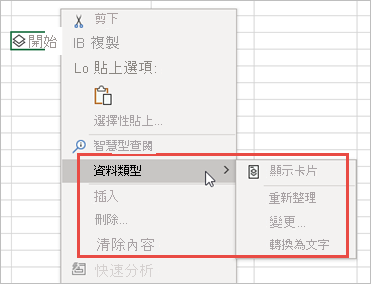 開始
剪下
IB 複製
Lo 貼上選項:
選擇性貼上...
智慧型查閱
資料類型
插入
刪除...
清除內容
快速分析
顯示卡片
重新整理
變更...
轉換為文字